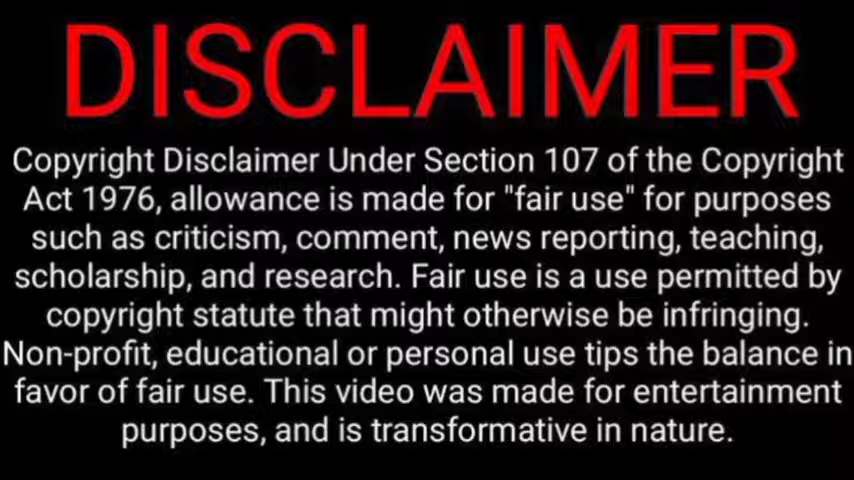 DISCLAIMER
Copyright Disclaimer Under Section 107 of the Copyright
Act 1976, allowance is made for "fair use" for purposes
such as criticism, comment, news reporting, teaching,
scholarship, and research. Fair use is a use permitted by
copyright statute that might otherwise be infringing.
Non-profit, educational or personal use tips the balance in
favor of fair use. This video was made for entertainment
purposes, and is transformative in nature.